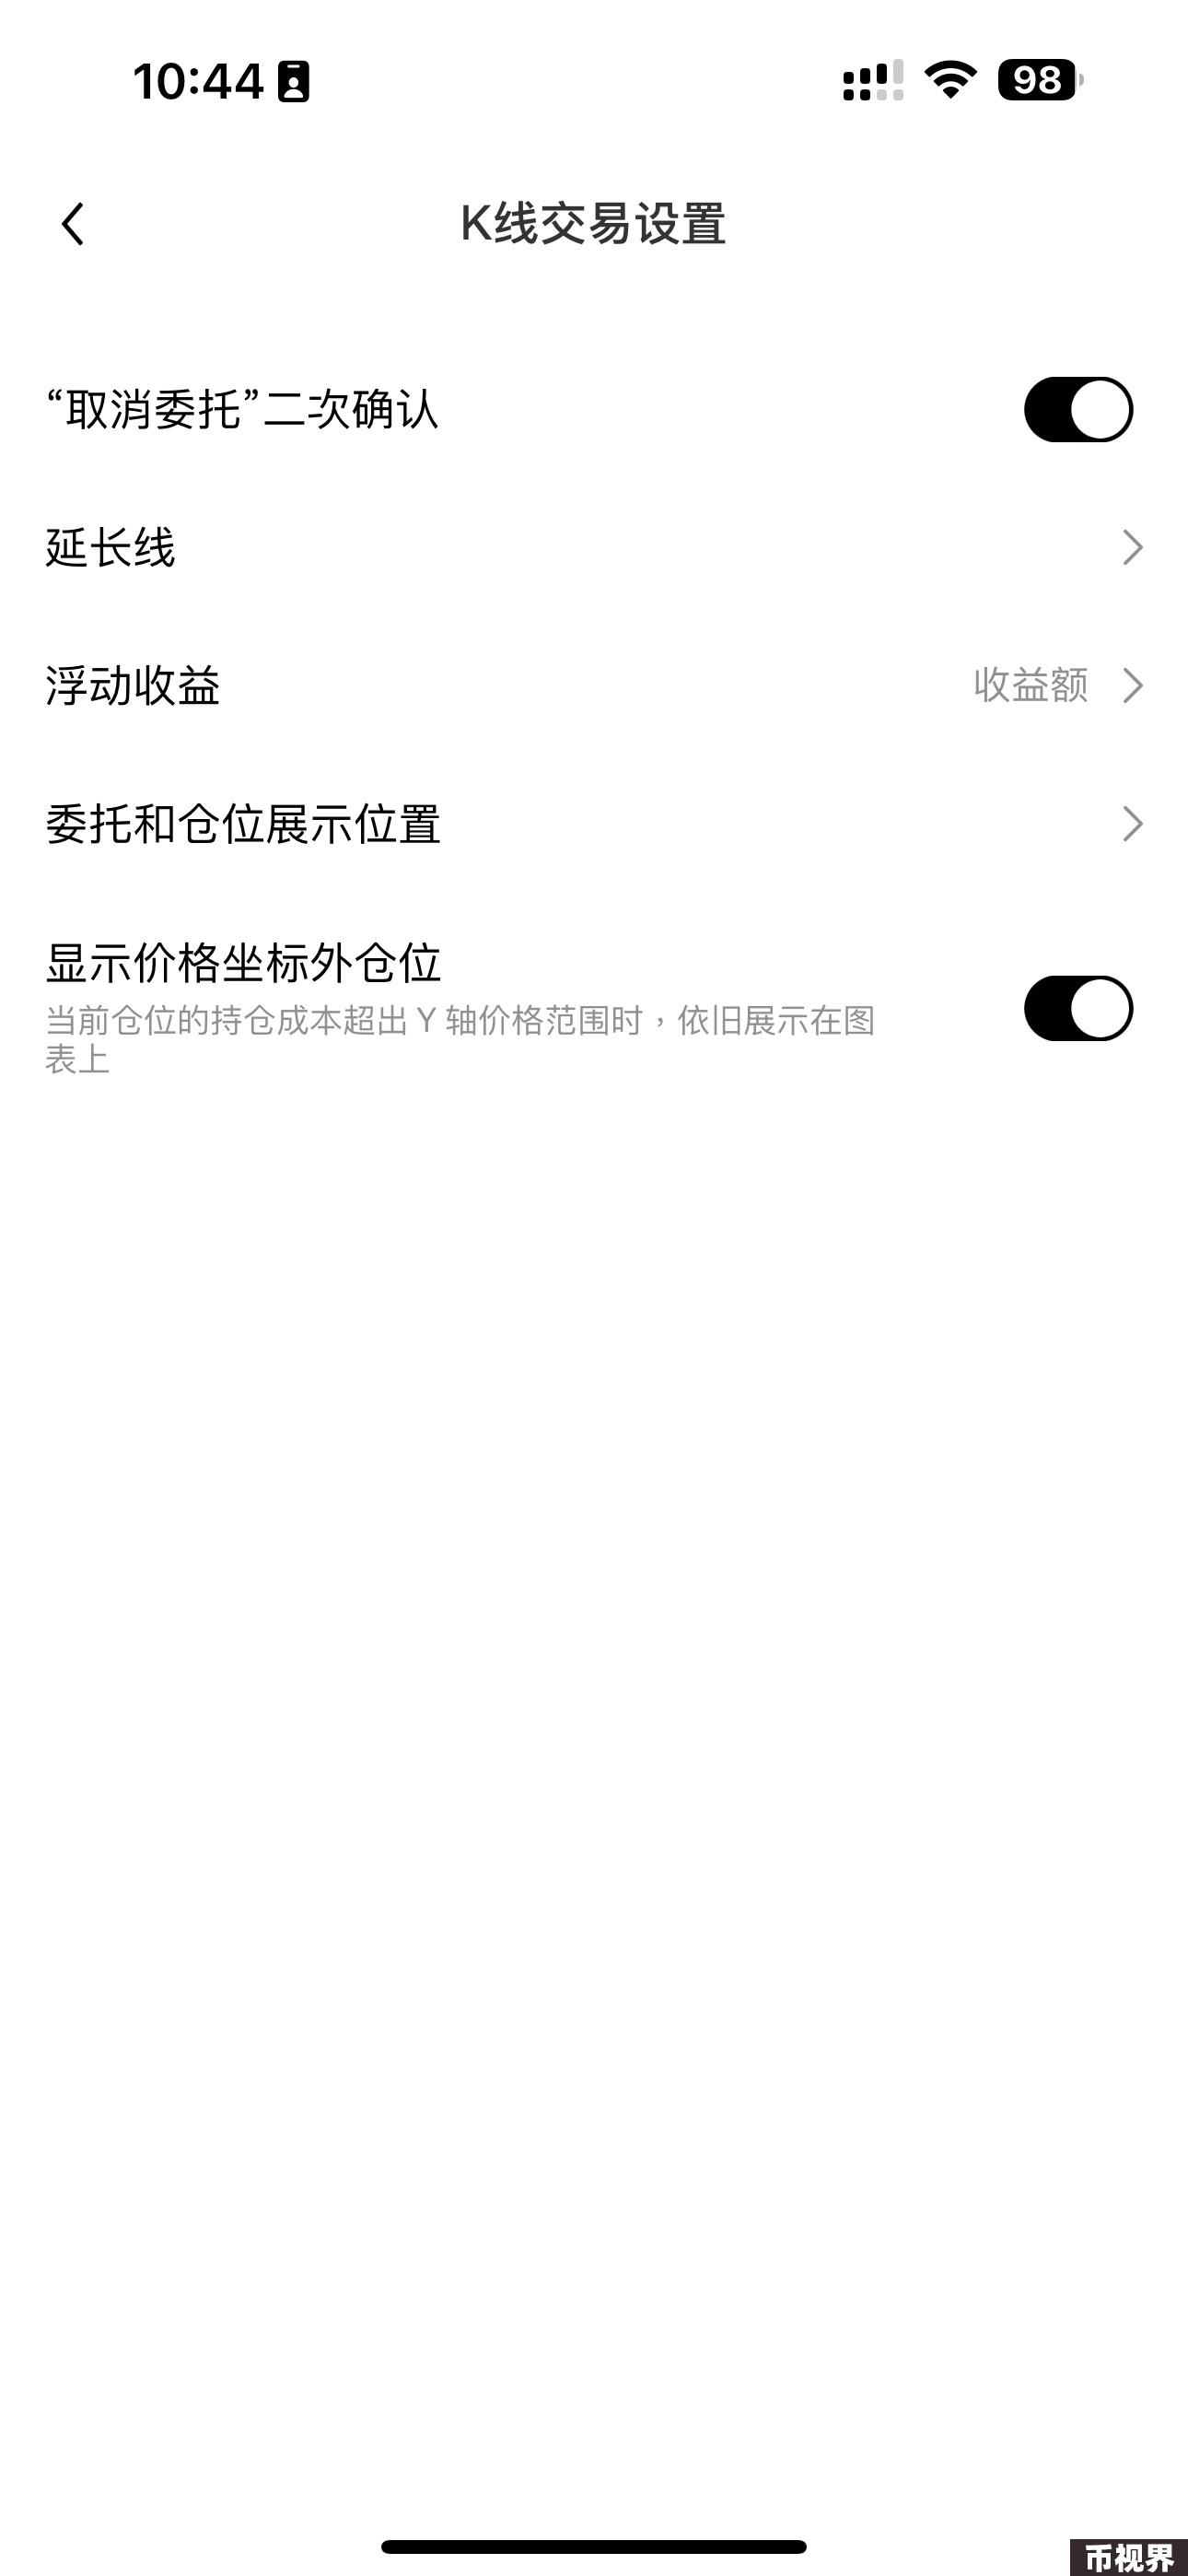 10:44
98
K线交易设置
“取消委托”二次确认
延长线
浮动收益
收益额
委托和仓位展示位置
显示价格坐标外仓位
当前仓位的持仓成本超出 Y 轴价格范围时，依旧展示在图
表上
币视界